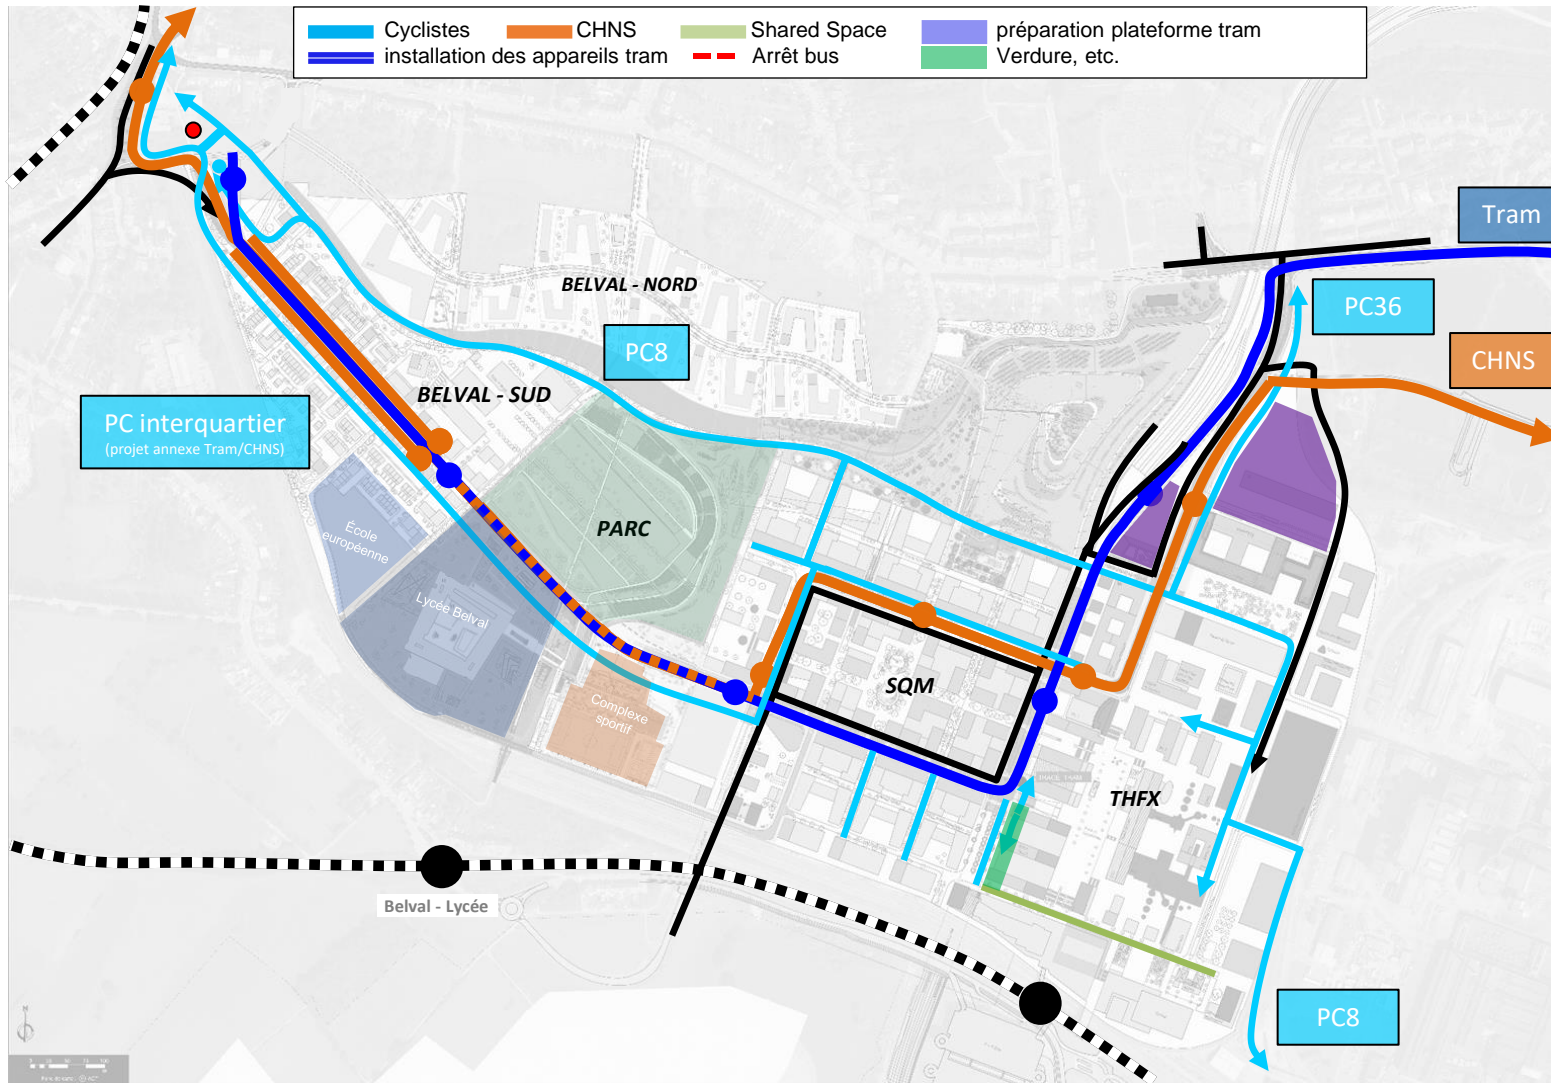 Cyclistes
CHNS
Shared Space
préparation plateforme tram
installation des appareils tram
Arrêt bus
Verdure, etc.
Tram
BELVAL - NORD
PC36
PC8
CHNS
BELVAL - SUD
PC interquartier
(projet annexe Tram/CHNS)
École
européenne
PARC
Lycée Belval
SQM
Complexe
sportif
THFX
Belval - Lycée
PC8
N